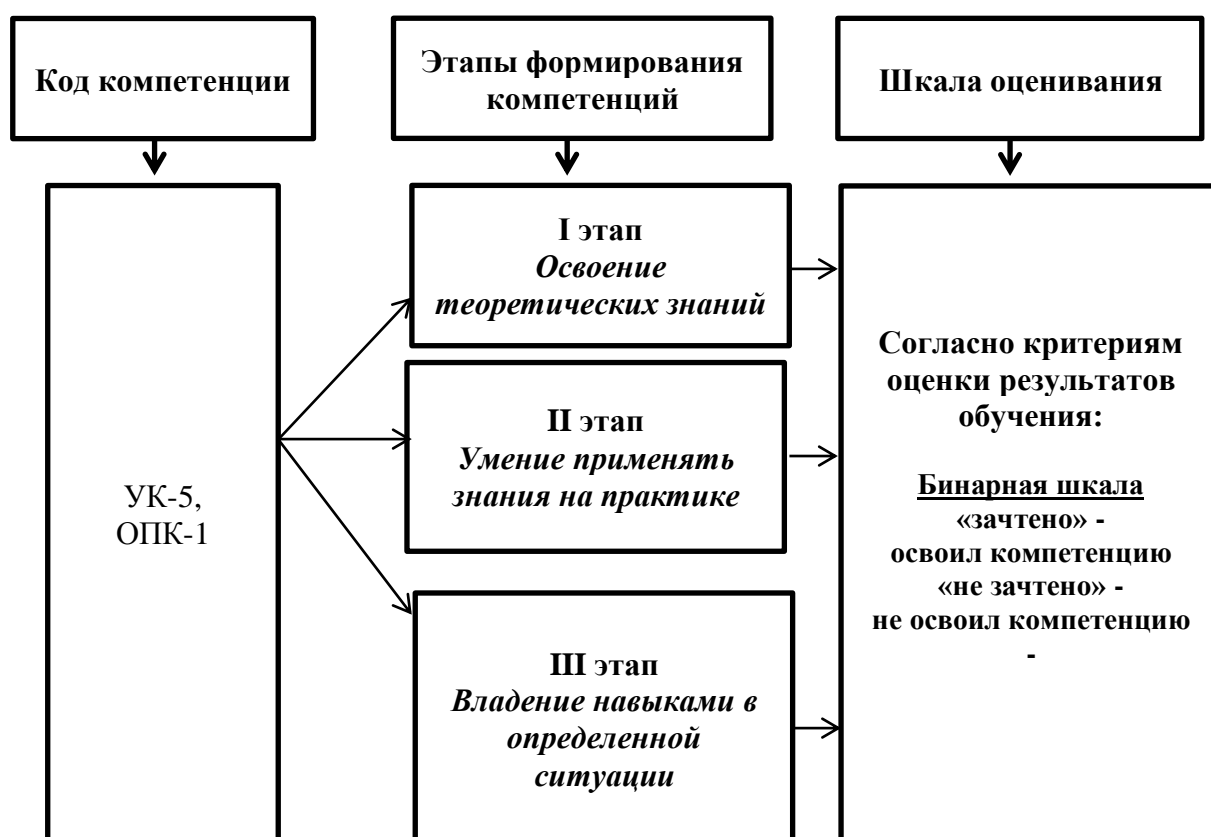 Код компетенции
Этапы формирования
компетенций
Шкала оценивания
УК-5,
ОПК-1
I этап
Освоение
теоретических знаний
II этап
Умение применять
знания на практике
III этап
Владение навыками в
определенной
ситуации
Согласно критериям
оценки результатов
обучения:
Бинарная шкала
«зачтено» -
освоил компетенцию
«не зачтено» -
не освоил компетенцию
-